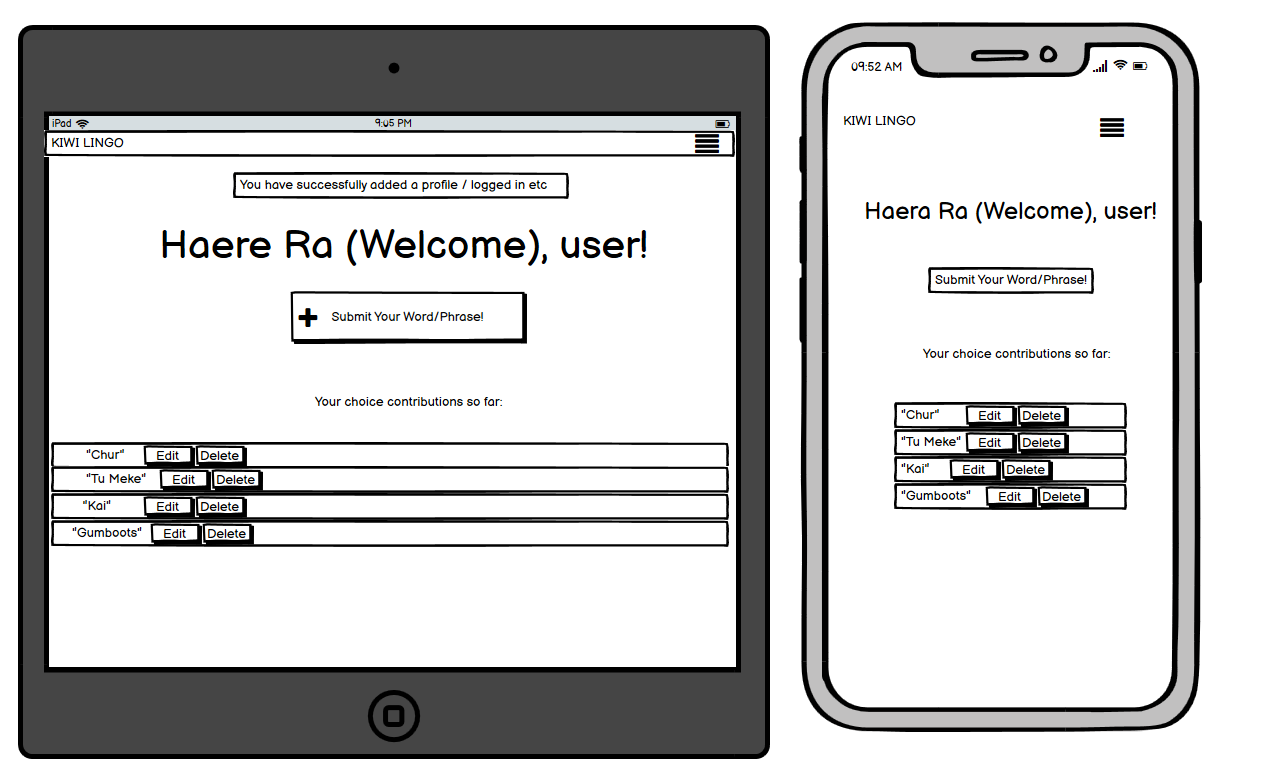 iPad 9:05 PM
KIWI LINGO
You have successfully added a profile / logged in etc
Haere Ra (Welcome), user!
Submit Your Word/Phrase!
Your choice contributions so far:
"Chur" Edit Delete
"Tu Meke" Edit Delete
"Kai" Edit Delete
"Gumboots" Edit Delete
09:52 AM
KIWI LINGO
Haera Ra (Welcome), user!
Submit Your Word/Phrase!
Your choice contributions so far:
"Chur" Edit Delete
"Tu Meke" Edit Delete
"Kai" Edit Delete
"Gumboots" Edit Delete